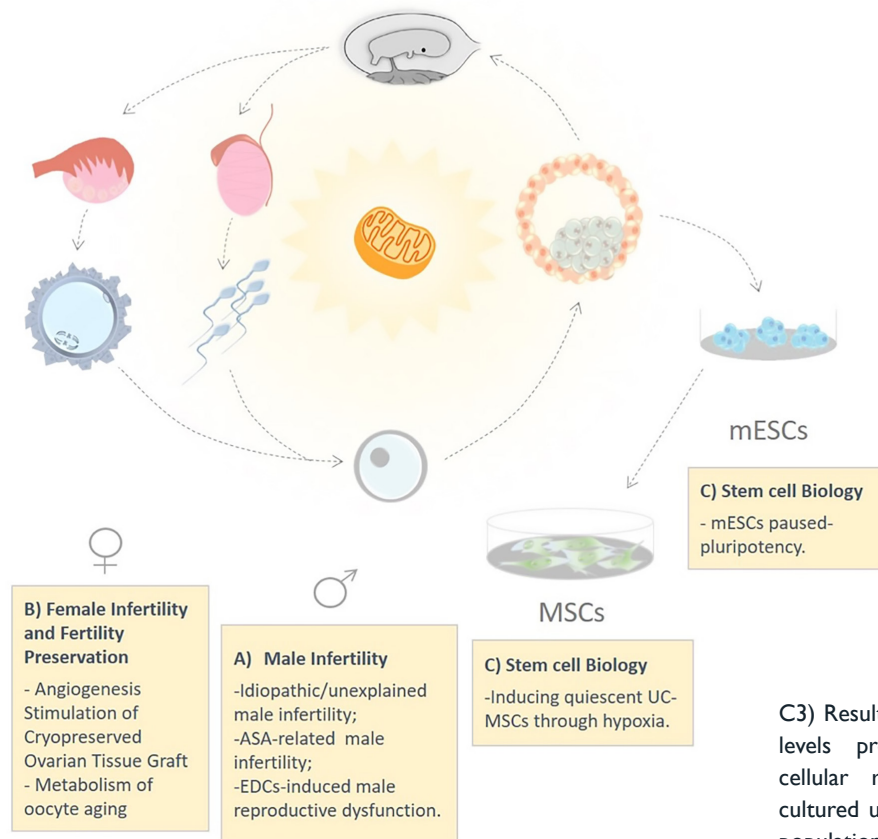 mESCs
C) Stem cell Biology
- mESCs paused-
pluripotency.
MSCs
C) Stem cell Biology
-Inducing quiescent UC-
MSCs through hypoxia.
B) Female Infertility
and Fertility
Preservation
- Angiogenesis
Stimulation of
Cryopreserved
Ovarian Tissue Graft
- Metabolism of
oocyte aging
A) Male Infertility
-Idiopathic/unexplained
male infertility;
-ASA-related male
infertility;
-EDCs-induced male
reproductive dysfunction.
C3)
levels
cellular
cultured